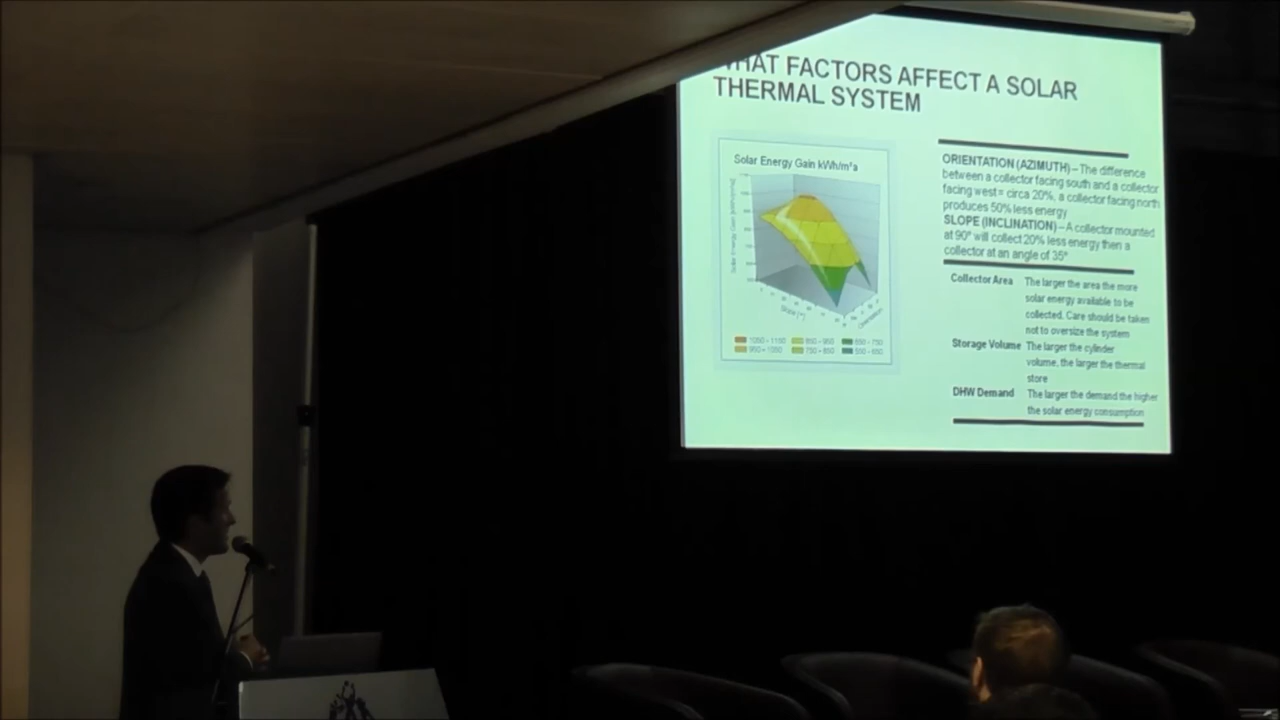 WHAT FACTORS AFFECT A SOLAR
THERMAL SYSTEM
Solar Energy Gain kWh/m²a
ORIENTATION (AZIMUTH) – The difference
between a collector facing south and a collector
facing west = circa 20%, a collector facing north
produces 50% less energy
SLOPE (INCLINATION) – A collector mounted
at 90° will collect 20% less energy then a
collector at an angle of 35°
Collector Area The larger the area the more
solar energy available to be
collected. Care should be taken
not to oversize the system
Storage Volume The larger the cylinder
volume, the larger the thermal
store
DHW Demand The larger the demand the higher
the solar energy consumption